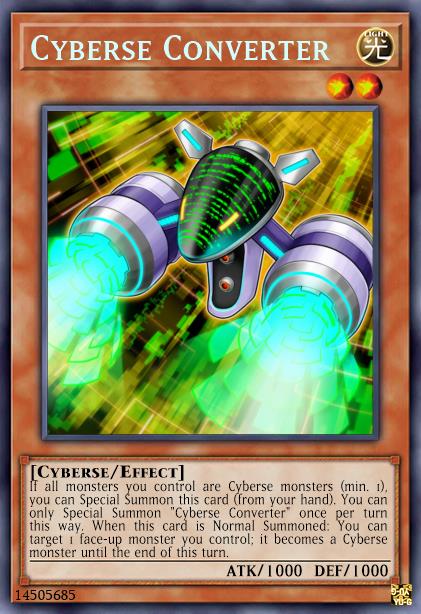 CYBERSE CONVERTER
LIGHT
光
[CYBERSE/EFFECT]
If all monsters you control are Cyberse monsters (min. 1),
you can Special Summon this card (from your hand). You can
only Special Summon "Cyberse Converter" once per turn
this way. When this card is Normal Summoned: You can
target 1 face-up monster you control; it becomes a Cyberse
monster until the end of this turn.
ATK/1000 DEF/1000
14505685